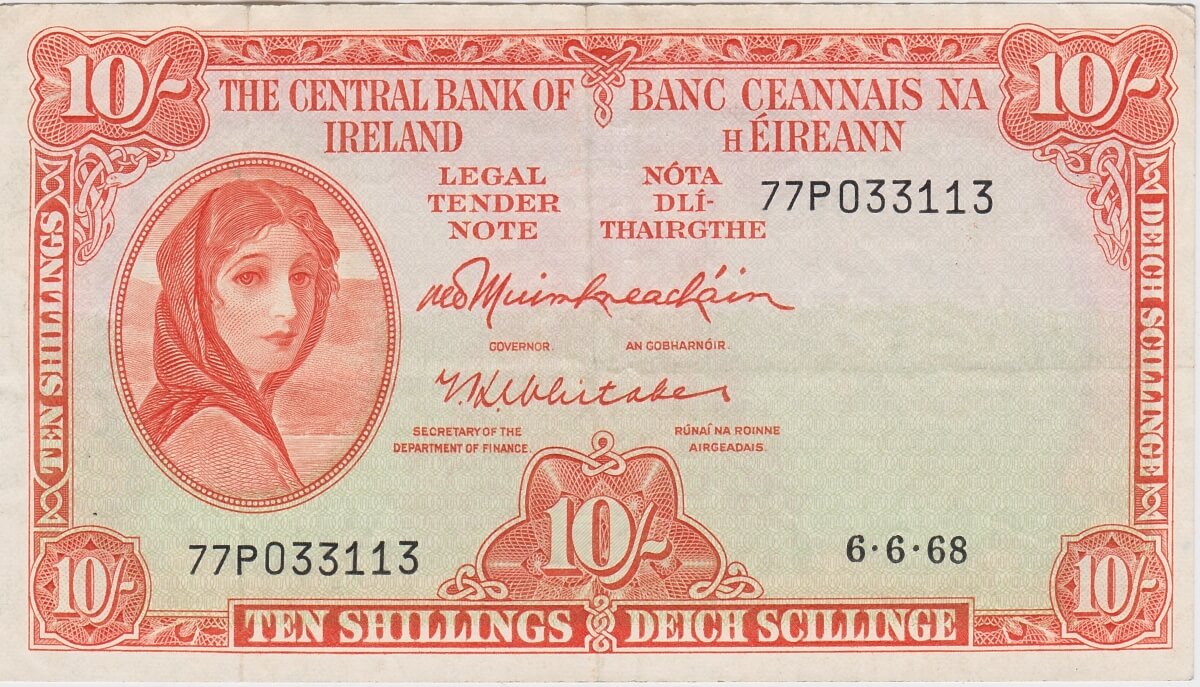 10/-
10/-
THE CENTRAL BANK OF
IRELAND
BANC CEANNAIS NA
h ÉIREANN
LEGAL
TENDER
NOTE
NÓTA
DLÍ-
THAIRGTHE
77P033113
TEN SHILLINGS
DEICH SCILLINGE
GOVERNOR.
AN GOBHARNÓIR.
T.K. Whitaker
SECRETARY OF THE
DEPARTMENT OF FINANCE.
RÚNAÍ NA ROINNE
AIRGEADAIS.
77P033113
10/-
6·6·68
10/-
10/-
TEN SHILLINGS
DEICH SCILLINGE